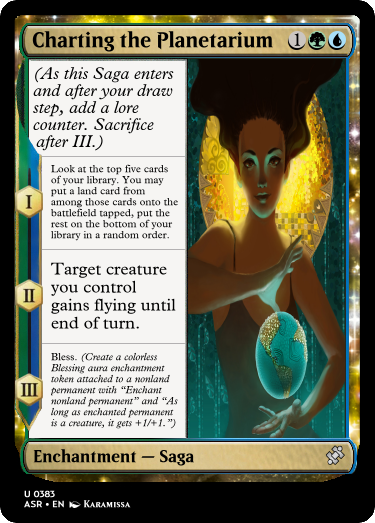 Charting the Planetarium 1
(As this Saga enters
and after your draw
step, add a lore
counter. Sacrifice
after III.)
I
Look at the top five cards
of your library. You may
put a land card from
among those cards onto the
battlefield tapped, put the
rest on the bottom of your
library in a random order.
II
Target creature
you control
gains flying until
end of turn.
III
Bless. (Create a colorless
Blessing aura enchantment
token attached to a nonland
permanent with “Enchant
nonland permanent” and “As
long as enchanted permanent
is a creature, it gets +1/+1.”)
Enchantment — Saga
U 0383
ASR • EN Karamissa